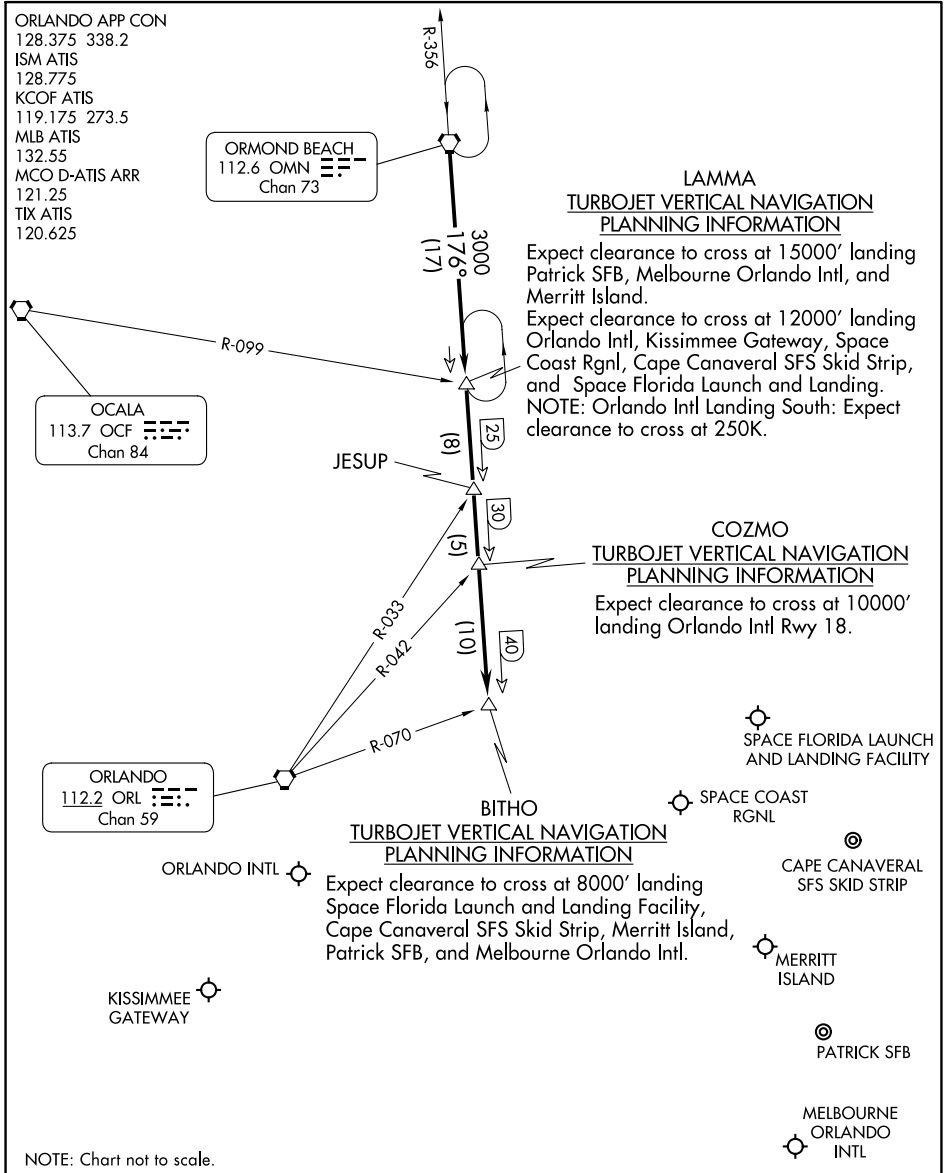 ORLANDO APP CON
128.375 338.2
ISM ATIS
128.775
KCOF ATIS
119.175 273.5
MLB ATIS
132.55
MCO D-ATIS ARR
121.25
TIX ATIS
120.625
R-356
ORMOND BEACH
112.6 OMN
Chan 73
3000
176°
(17)
LAMMA
TURBOJET VERTICAL NAVIGATION
PLANNING INFORMATION
Expect clearance to cross at 15000' landing
Patrick SFB, Melbourne Orlando Intl, and
Merritt Island.
Expect clearance to cross at 12000' landing
Orlando Intl, Kissimmee Gateway, Space
Coast Rgnl, Cape Canaveral SFS Skid Strip,
and Space Florida Launch and Landing.
NOTE: Orlando Intl Landing South: Expect
clearance to cross at 250K.
R-099
OCALA
113.7 OCF
Chan 84
(8)
25
JESUP
30
(5)
COZMO
TURBOJET VERTICAL NAVIGATION
PLANNING INFORMATION
Expect clearance to cross at 10000'
landing Orlando Intl Rwy 18.
R-033
R-042
(10)
40
R-070
ORLANDO
112.2 ORL
Chan 59
BITHO
TURBOJET VERTICAL NAVIGATION
PLANNING INFORMATION
Expect clearance to cross at 8000' landing
Space Florida Launch and Landing Facility,
Cape Canaveral SFS Skid Strip, Merritt Island,
Patrick SFB, and Melbourne Orlando Intl.
SPACE FLORIDA LAUNCH
AND LANDING FACILITY
SPACE COAST
RGNL
CAPE CANAVERAL
SFS SKID STRIP
ORLANDO INTL
MERRITT
ISLAND
KISSIMMEE
GATEWAY
PATRICK SFB
MELBOURNE
ORLANDO
INTL
NOTE: Chart not to scale.